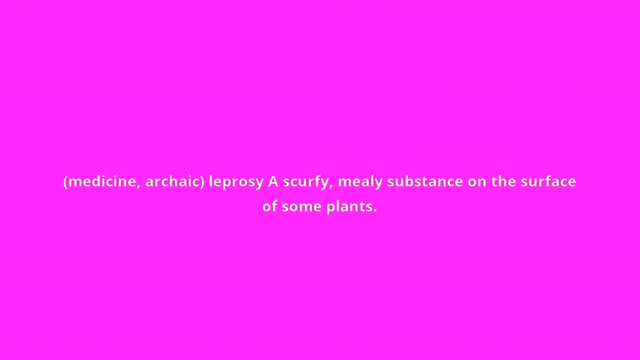 (medicine, archaic) leprosy A scurfy, mealy substance on the surface
of some plants.